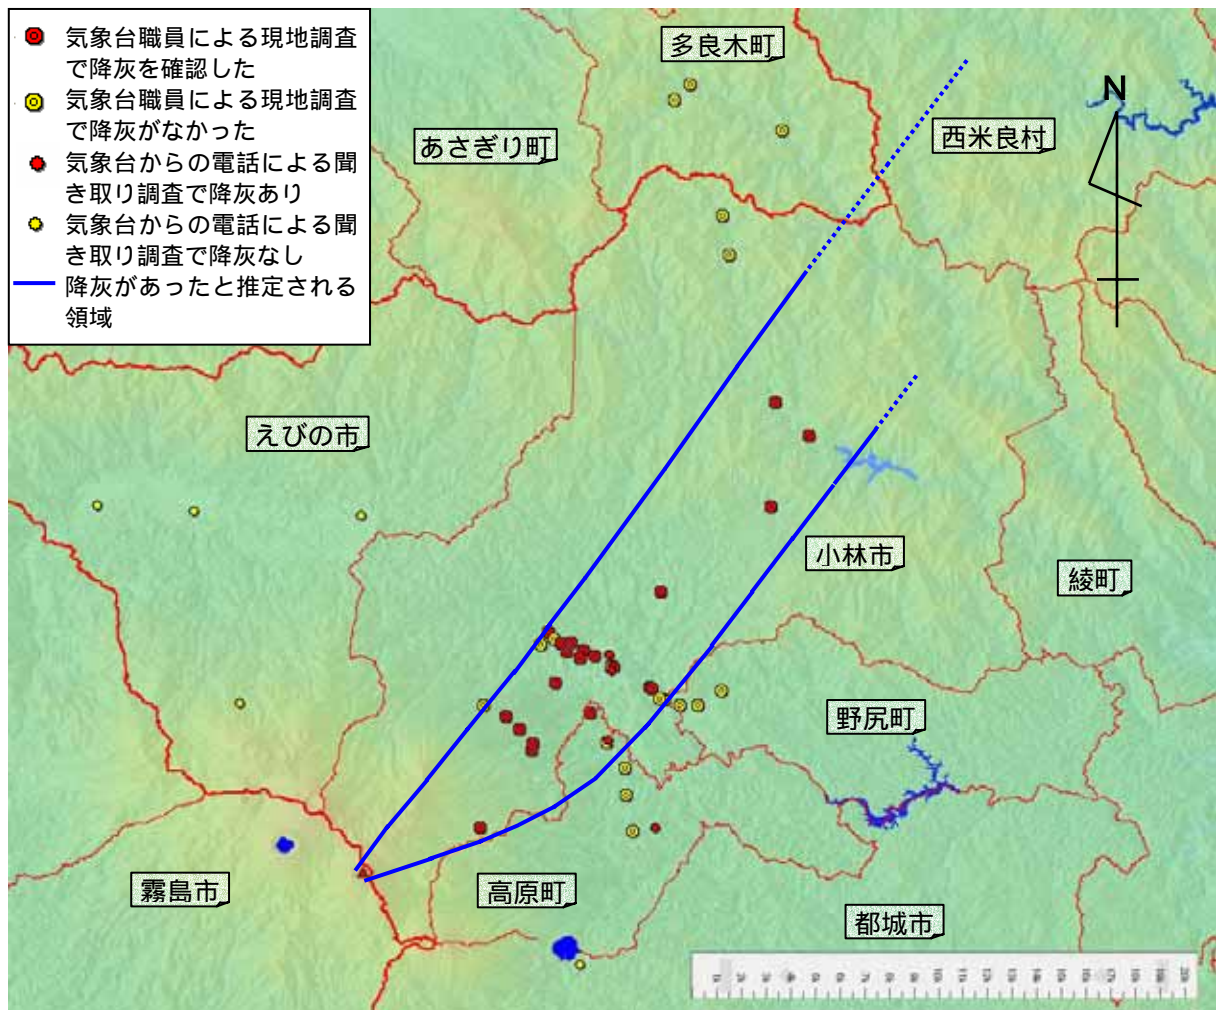 気象台職員による現地調査
で降灰を確認した
気象台職員による現地調査
で降灰がなかった
気象台からの電話による聞
き取り調査で降灰あり
気象台からの電話による聞
き取り調査で降灰なし
降灰があったと推定される
領域
多良木町
N
あさぎり町
西米良村
えびの市
小林市
綾町
野尻町
霧島市
高原町
都城市